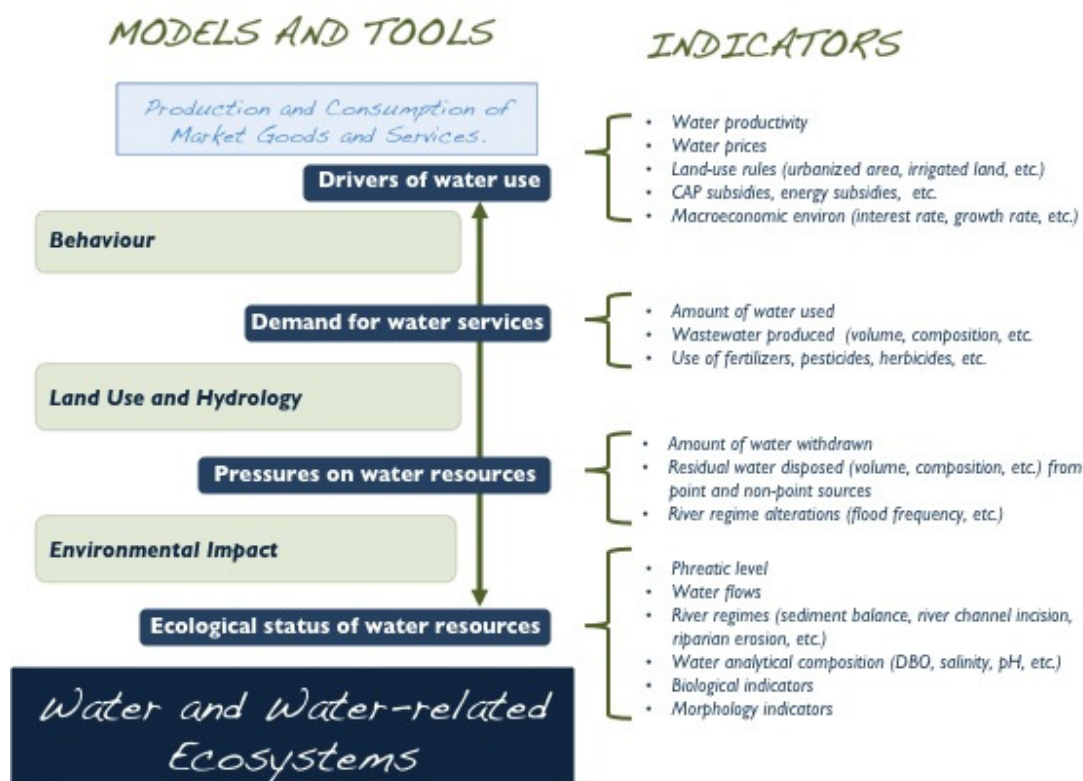 MODELS AND TOOLS
INDICATORS
Production and Consumption of
Market Goods and Services.
Drivers of water use
• Water productivity
• Water prices
• Land-use rules (urbanized area, irrigated land, etc.)
• CAP subsidies, energy subsidies, etc.
• Macroeconomic environ (interest rate, growth rate, etc.)
Behaviour
Demand for water services
• Amount of water used
• Wastewater produced (volume, composition, etc.
• Use of fertilizers, pesticides, herbicides, etc.
Land Use and Hydrology
Pressures on water resources
• Amount of water withdrawn
• Residual water disposed (volume, composition, etc.) from
point and non-point sources
• River regime alterations (flood frequency, etc.)
Environmental Impact
Ecological status of water resources
• Phreatic level
• Water flows
• River regimes (sediment balance, river channel incision,
riparian erosion, etc.)
• Water analytical composition (DBO, salinity, pH, etc.)
• Biological indicators
• Morphology indicators
Water and Water-related
Ecosystems